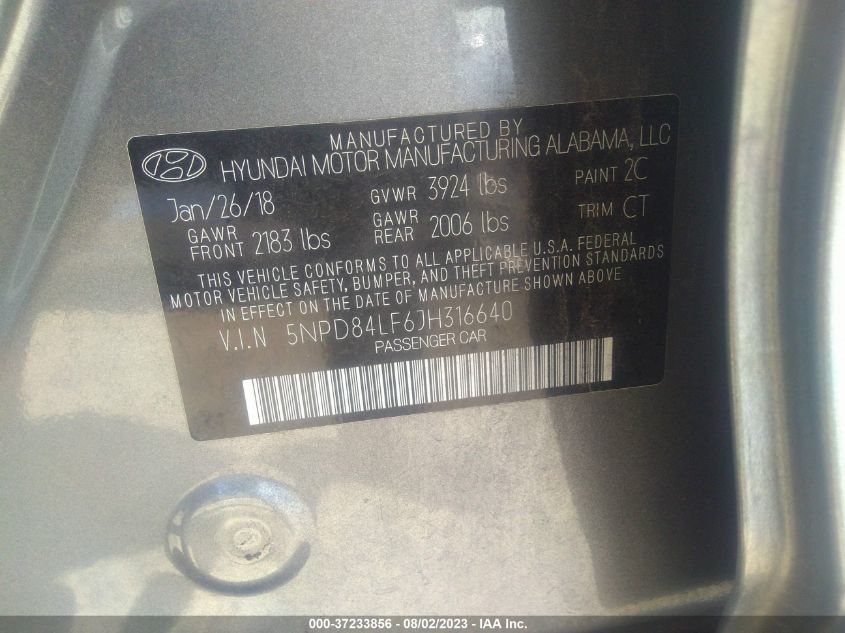 MANUFACTURED BY
HYUNDAI MOTOR MANUFACTURING ALABAMA, LLC
Jan/26/18 GVWR 3924 lbs PAINT 2C
GAWR FRONT 2183 lbs GAWR REAR 2006 lbs TRIM CT
THIS VEHICLE CONFORMS TO ALL APPLICABLE U.S.A. FEDERAL
MOTOR VEHICLE SAFETY, BUMPER, AND THEFT PREVENTION STANDARDS
IN EFFECT ON THE DATE OF MANUFACTURE SHOWN ABOVE
V.I.N 5NPD84LF6JH316640
PASSENGER CAR
000-37233856 - 08/02/2023 - IAA Inc.